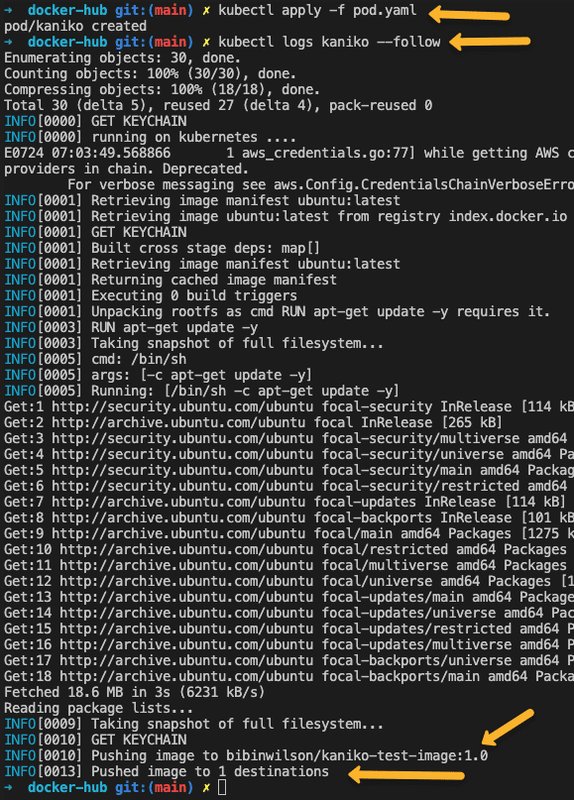 ➜ docker-hub git:(main) ✗ kubectl apply -f pod.yaml
pod/kaniko created
➜ docker-hub git:(main) ✗ kubectl logs kaniko --follow
Enumerating objects: 30, done.
Counting objects: 100% (30/30), done.
Compressing objects: 100% (18/18), done.
Total 30 (delta 5), reused 27 (delta 4), pack-reused 0
INFO[0000] GET KEYCHAIN
INFO[0000] running on kubernetes ....
E0724 07:03:49.568866 1 aws_credentials.go:77] while getting AWS c
providers in chain. Deprecated.
For verbose messaging see aws.Config.CredentialsChainVerboseErro
INFO[0001] Retrieving image manifest ubuntu:latest
INFO[0001] Retrieving image ubuntu:latest from registry index.docker.io
INFO[0001] GET KEYCHAIN
INFO[0001] Built cross stage deps: map[]
INFO[0001] Retrieving image manifest ubuntu:latest
INFO[0001] Returning cached image manifest
INFO[0001] Executing 0 build triggers
INFO[0001] Unpacking rootfs as cmd RUN apt-get update -y requires it.
INFO[0003] RUN apt-get update -y
INFO[0003] Taking snapshot of full filesystem...
INFO[0005] cmd: /bin/sh
INFO[0005] args: [-c apt-get update -y]
INFO[0005] Running: [/bin/sh -c apt-get update -y]
Get:1 http://security.ubuntu.com/ubuntu focal-security InRelease [114 kB
Get:2 http://archive.ubuntu.com/ubuntu focal InRelease [265 kB]
Get:3 http://security.ubuntu.com/ubuntu focal-security/multiverse amd64
Get:4 http://security.ubuntu.com/ubuntu focal-security/universe amd64 Pa
Get:5 http://security.ubuntu.com/ubuntu focal-security/main amd64 Packag
Get:6 http://security.ubuntu.com/ubuntu focal-security/restricted amd64
Get:7 http://archive.ubuntu.com/ubuntu focal-updates InRelease [114 kB]
Get:8 http://archive.ubuntu.com/ubuntu focal-backports InRelease [101 kB
Get:9 http://archive.ubuntu.com/ubuntu focal/main amd64 Packages [1275 k
Get:10 http://archive.ubuntu.com/ubuntu focal/restricted amd64 Packages
Get:11 http://archive.ubuntu.com/ubuntu focal/multiverse amd64 Packages
Get:12 http://archive.ubuntu.com/ubuntu focal/universe amd64 Packages [1
Get:13 http://archive.ubuntu.com/ubuntu focal-updates/main amd64 Package
Get:14 http://archive.ubuntu.com/ubuntu focal-updates/universe amd64 Pac
Get:15 http://archive.ubuntu.com/ubuntu focal-updates/restricted amd64 P
Get:16 http://archive.ubuntu.com/ubuntu focal-updates/multiverse amd64 P
Get:17 http://archive.ubuntu.com/ubuntu focal-backports/universe amd64 P
Get:18 http://archive.ubuntu.com/ubuntu focal-backports/main amd64 Packa
Fetched 18.6 MB in 3s (6231 kB/s)
Reading package lists...
INFO[0009] Taking snapshot of full filesystem...
INFO[0010] GET KEYCHAIN
INFO[0010] Pushing image to bibinwilson/kaniko-test-image:1.0
INFO[0013] Pushed image to 1 destinations
➜ docker-hub git:(main) ✗